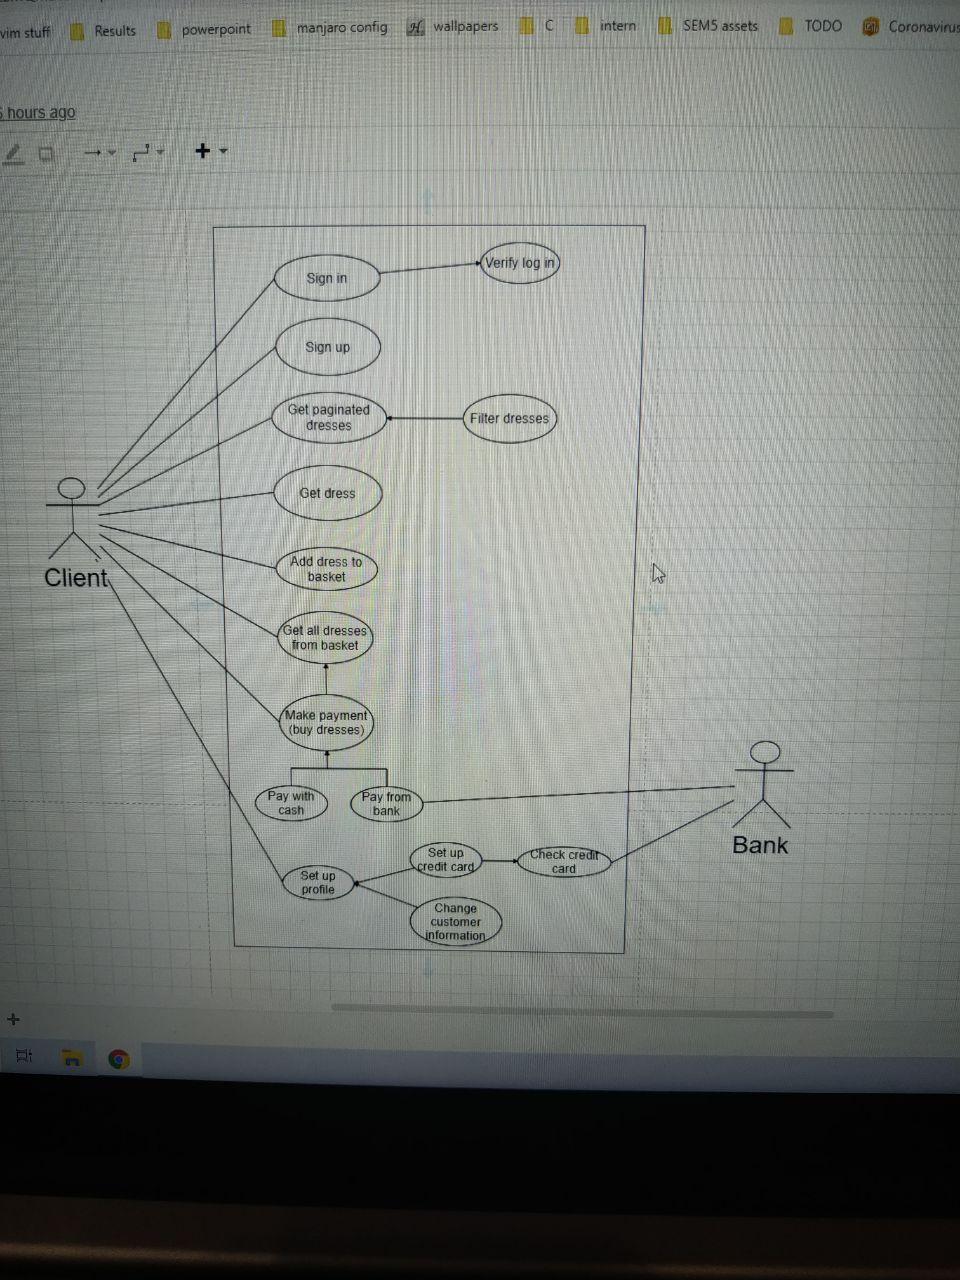 vim stuff Results powerpoint manjaro config wallpapers C intern SEM5 assets TODO Coronavirus
hours ago
Sign in
Verify log in
Sign up
Get paginated
dresses
Filter dresses
Get dress
Add dress to
basket
Client
Get all dresses
from basket
Make payment
(buy dresses)
Pay with
cash
Pay from
bank
Bank
Set up
credit card
Check credit
card
Set up
profile
Change
customer
information